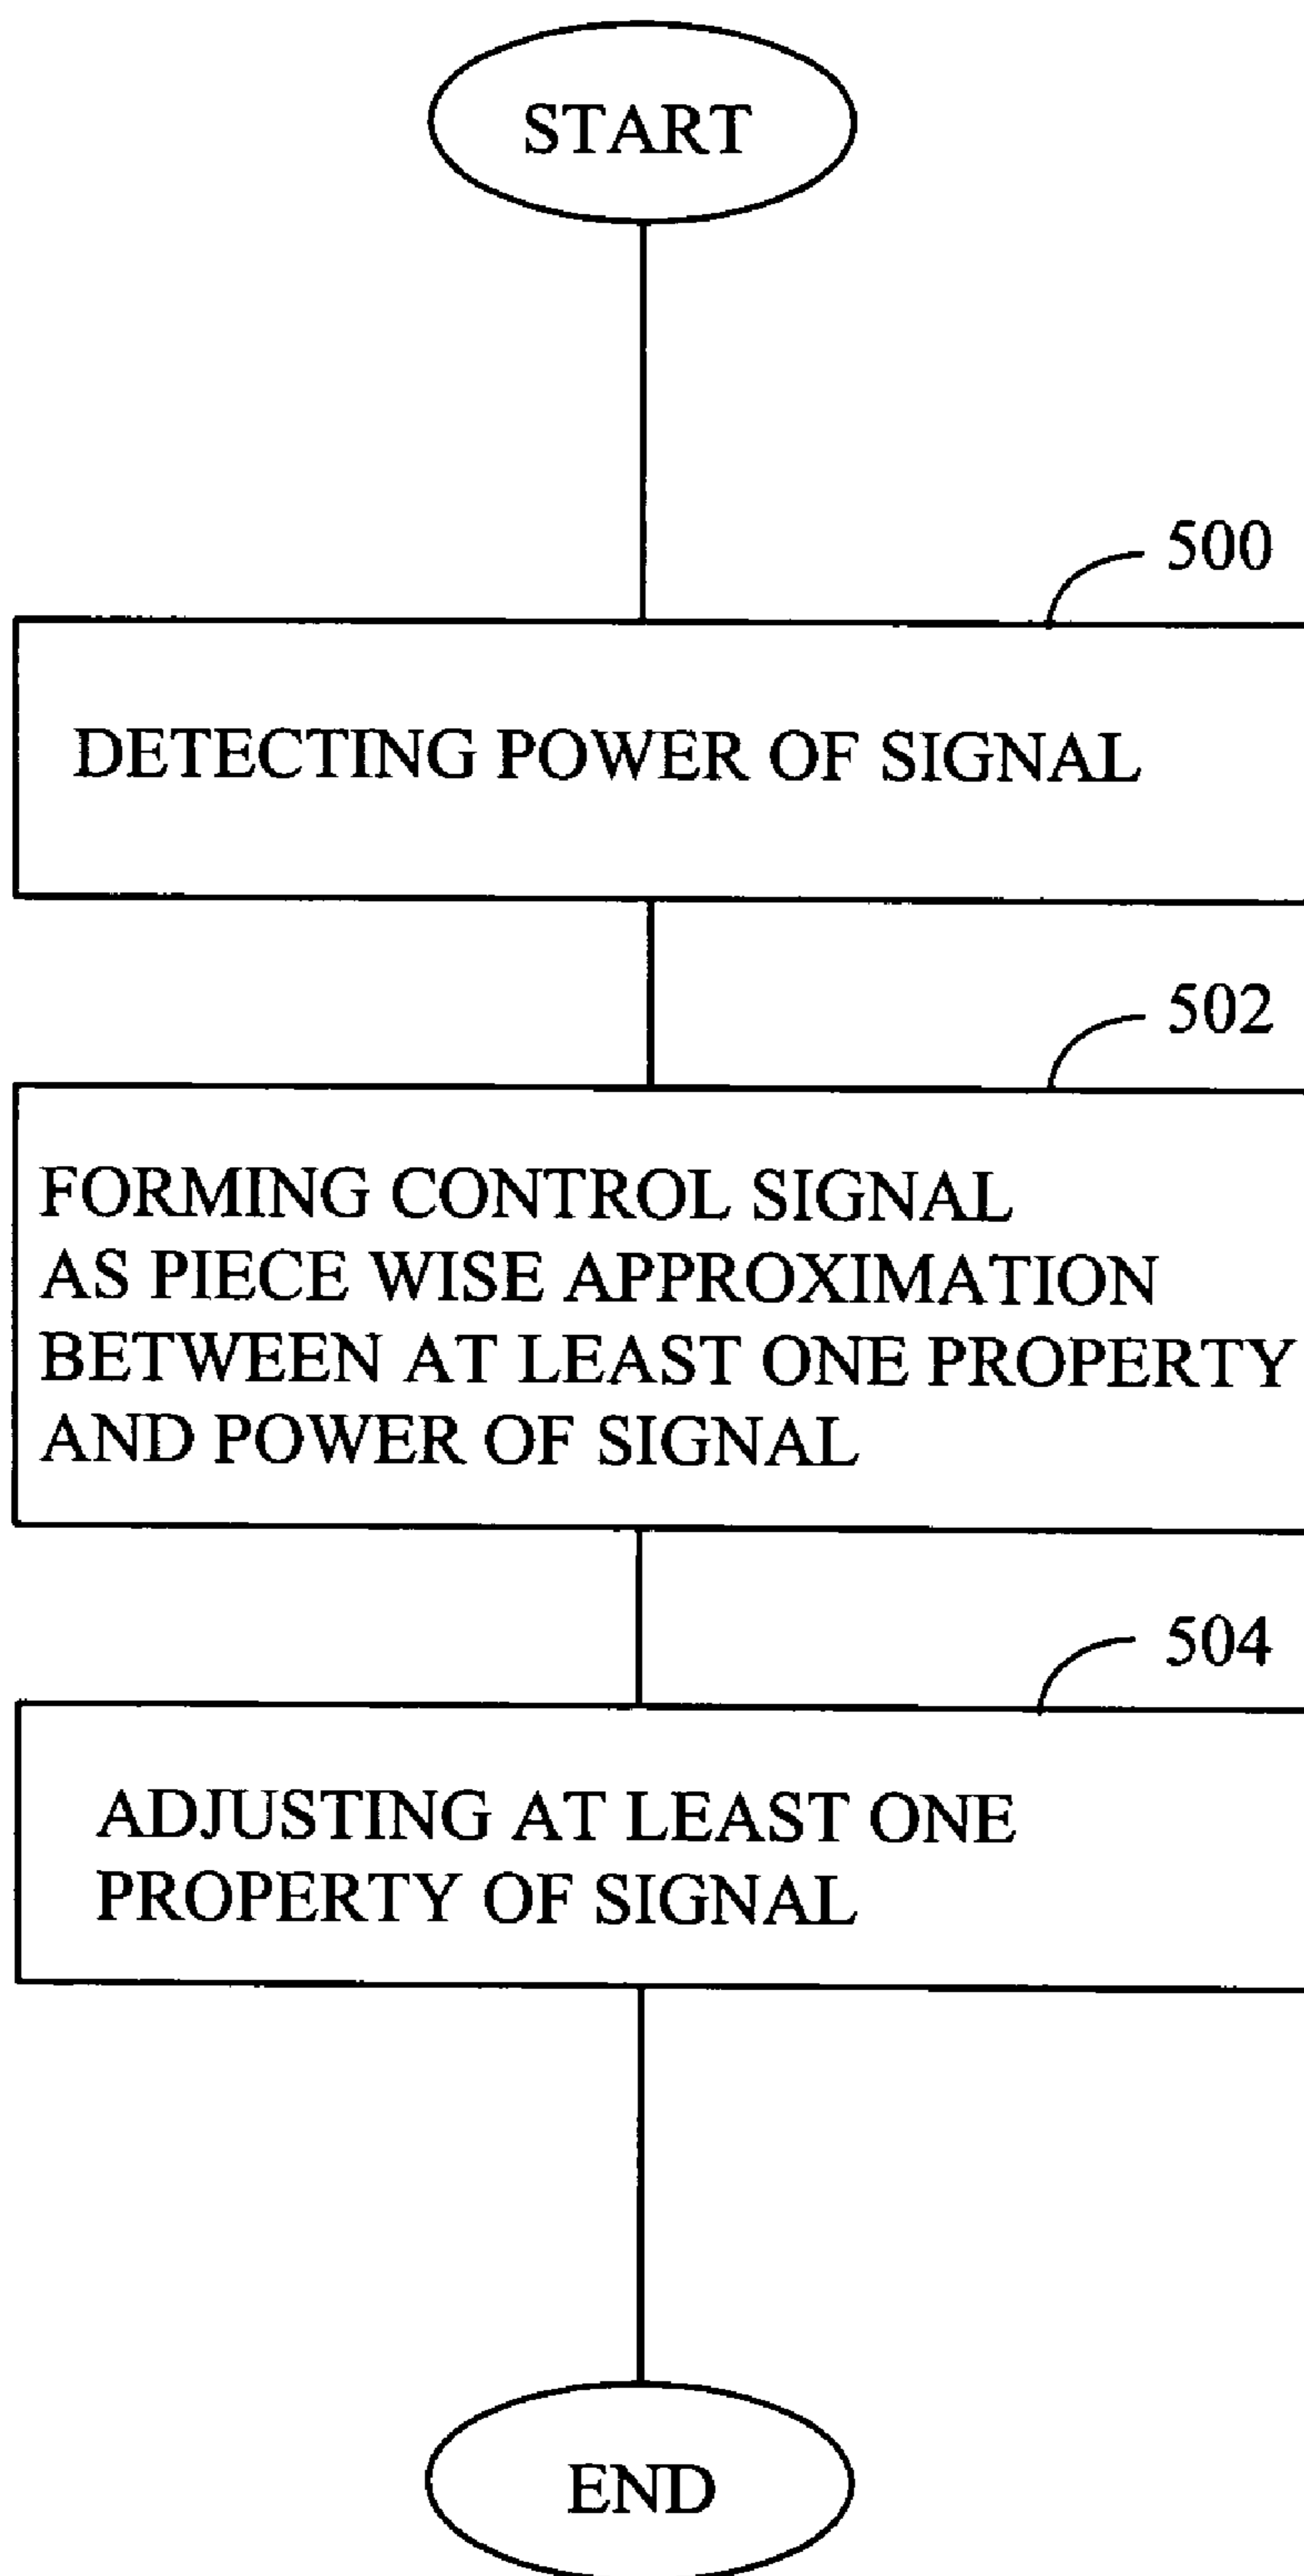 START
500
DETECTING POWER OF SIGNAL
502
FORMING CONTROL SIGNAL
AS PIECE WISE APPROXIMATION
BETWEEN AT LEAST ONE PROPERTY
AND POWER OF SIGNAL
504
ADJUSTING AT LEAST ONE
PROPERTY OF SIGNAL
END